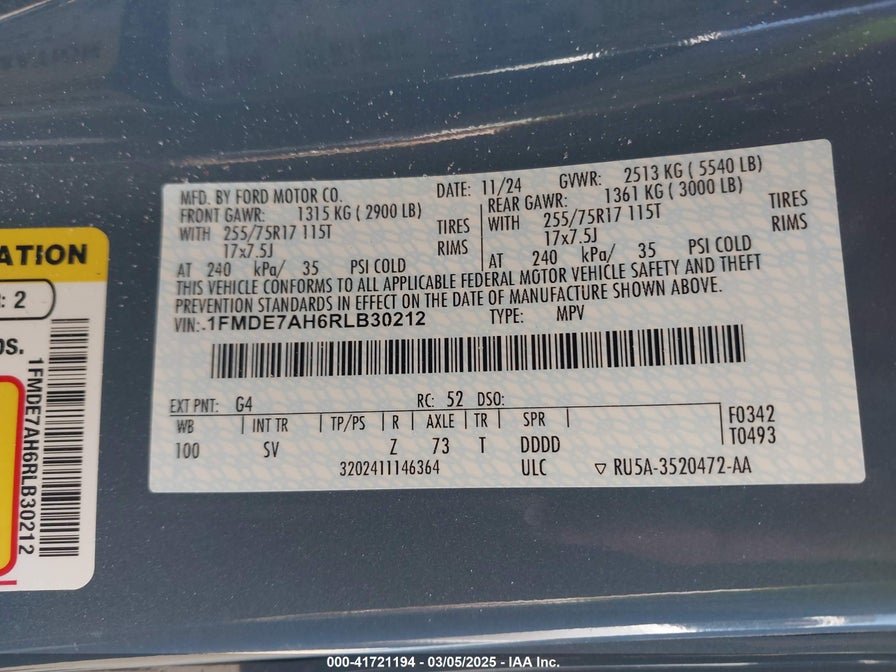 MFD. BY FORD MOTOR CO. DATE: 11/24 GVWR: 2513 KG ( 5540 LB)
FRONT GAWR: 1315 KG ( 2900 LB) REAR GAWR: 1361 KG ( 3000 LB)
WITH 255/75R17 115T TIRES WITH 255/75R17 115T TIRES
17x7.5J RIMS 17x7.5J RIMS
AT 240 kPa/ 35 PSI COLD AT 240 kPa/ 35 PSI COLD
THIS VEHICLE CONFORMS TO ALL APPLICABLE FEDERAL MOTOR VEHICLE SAFETY AND THEFT
PREVENTION STANDARDS IN EFFECT ON THE DATE OF MANUFACTURE SHOWN ABOVE.
VIN: 1FMDE7AH6RLB30212 TYPE: MPV
EXT PNT: G4 RC: 52 DSO:
WB | INT TR | TP/PS | R | AXLE | TR | SPR | F0342
100 SV Z 73 T DDDD T0493
3202411146364 ULC ▽ RU5A-3520472-AA
ATION
: 2
OS.
1FMDE7AH6RLB30212
000-41721194 - 03/05/2025 - IAA Inc.